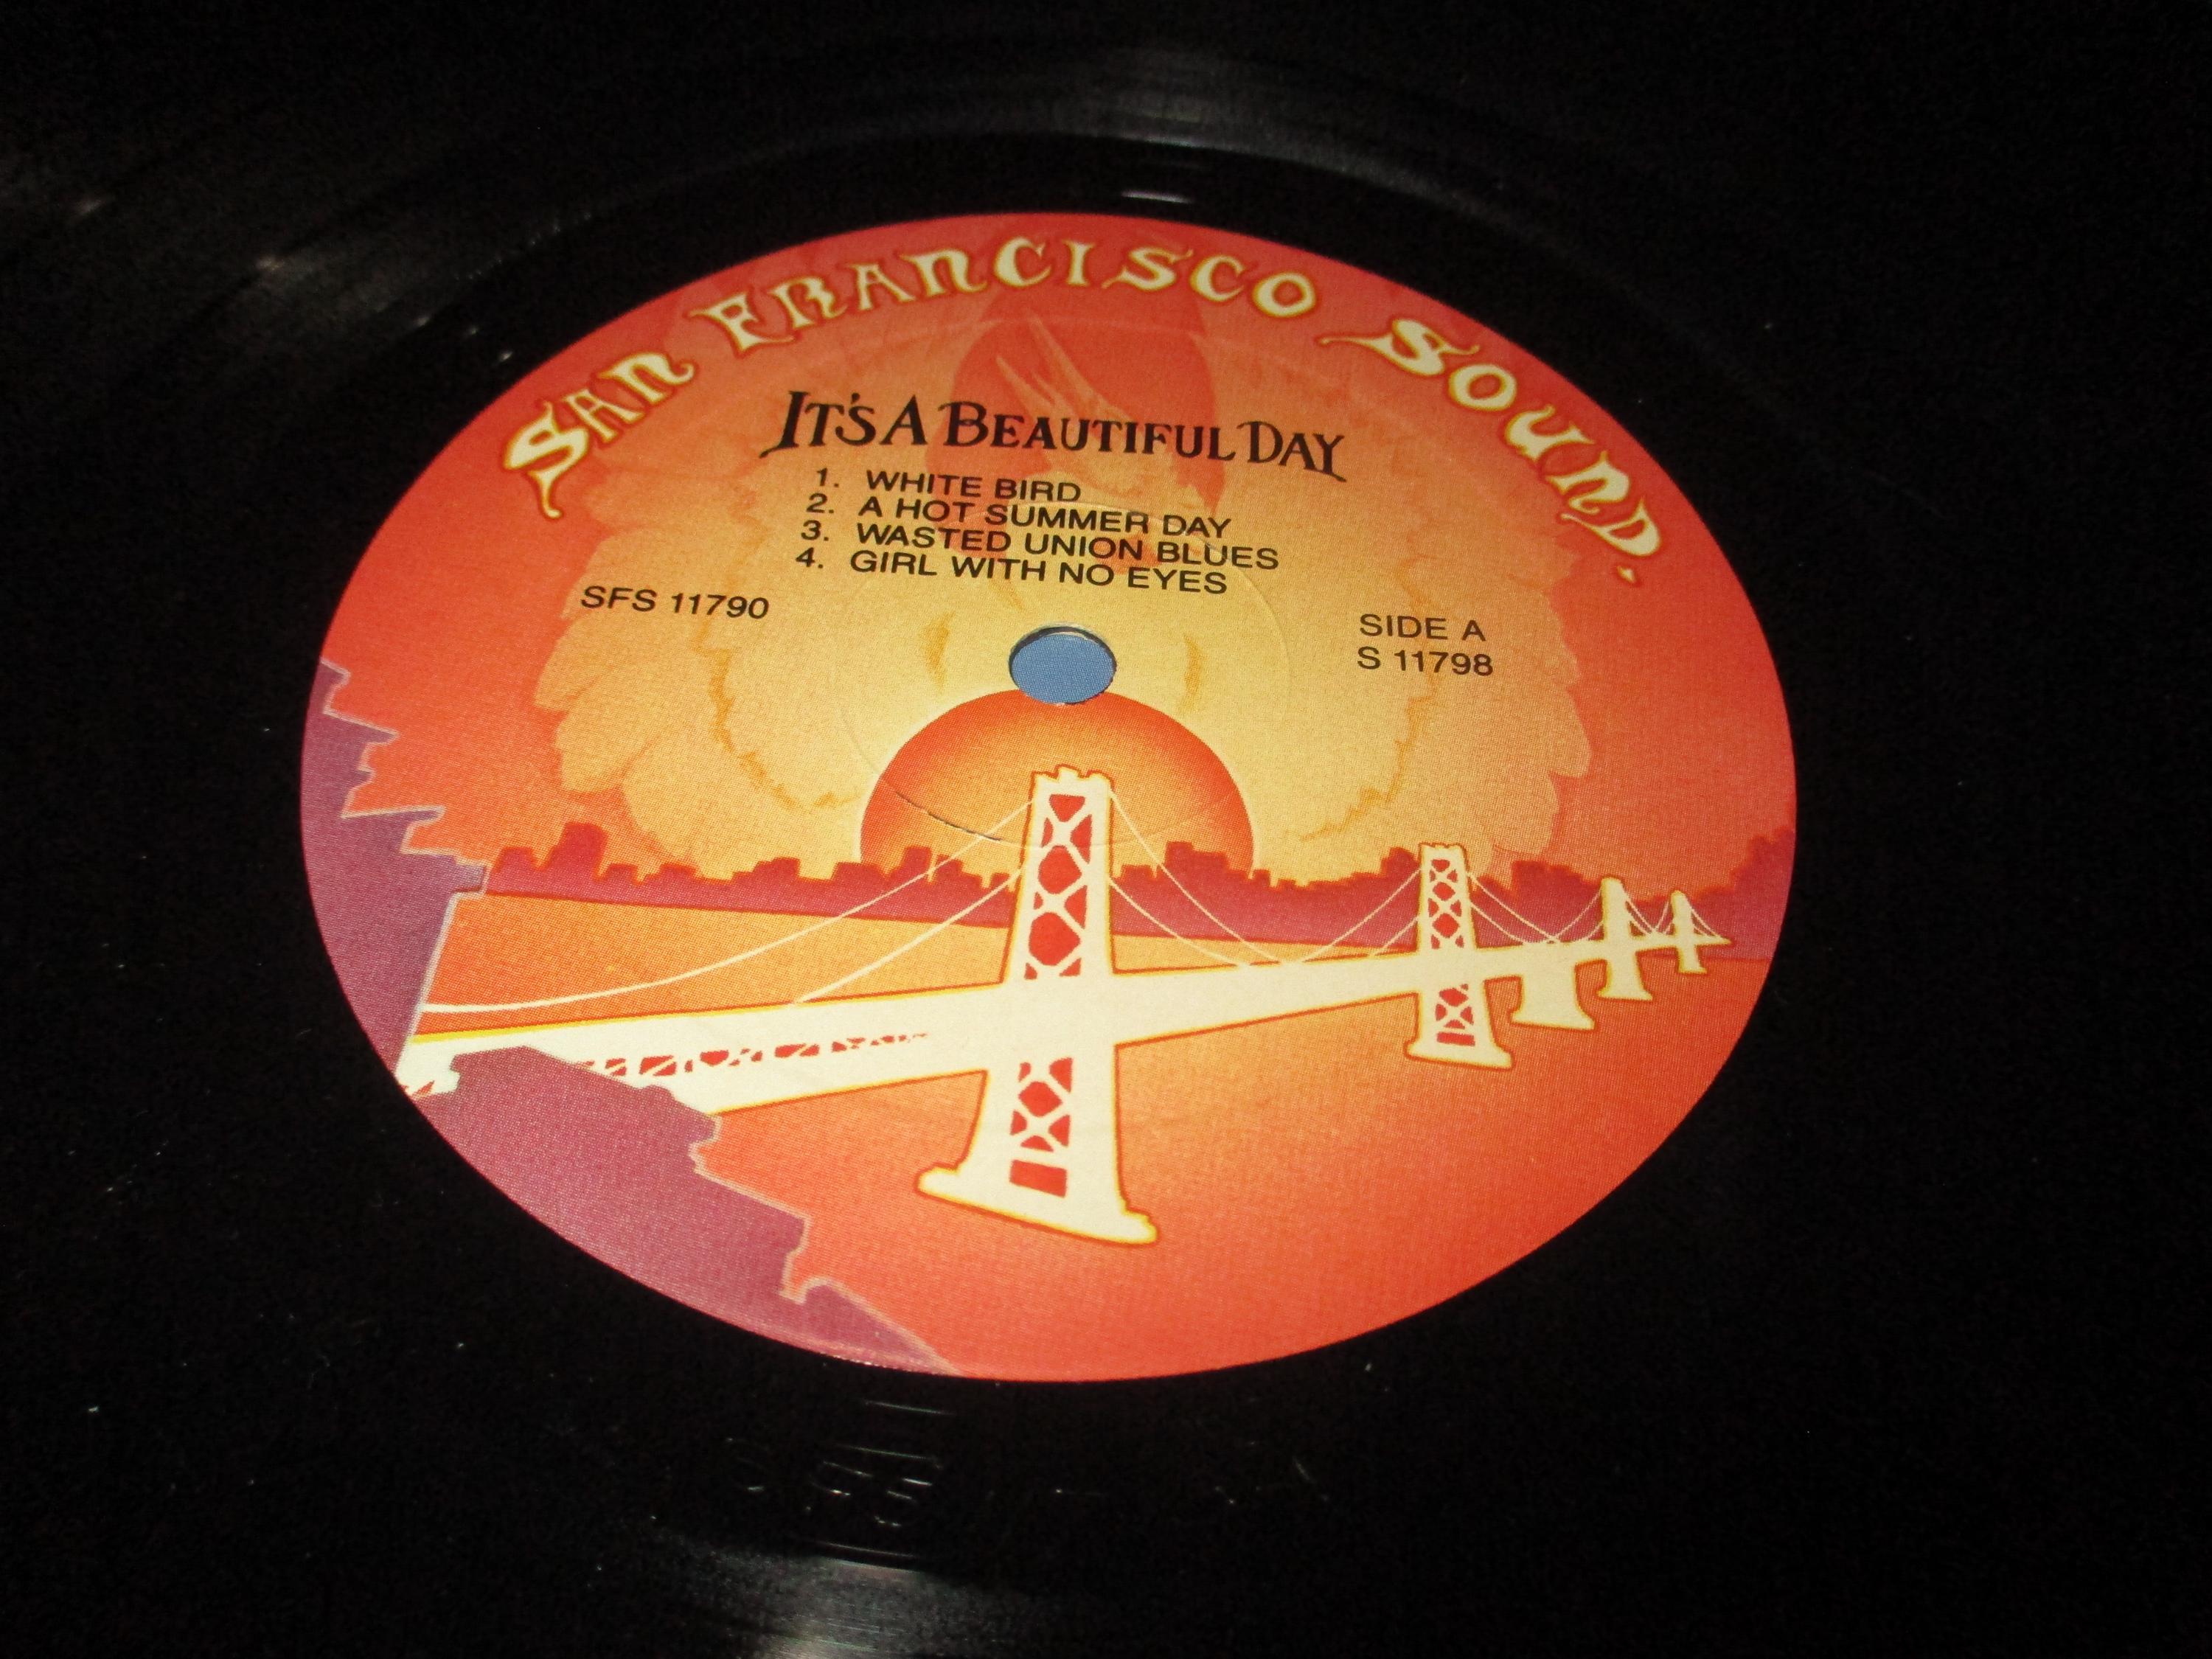 SAN FRANCISCO SOUND.
IT'S A BEAUTIFUL DAY
1. WHITE BIRD
2. A HOT SUMMER DAY
3. WASTED UNION BLUES
4. GIRL WITH NO EYES
SFS 11790
SIDE A
S 11798